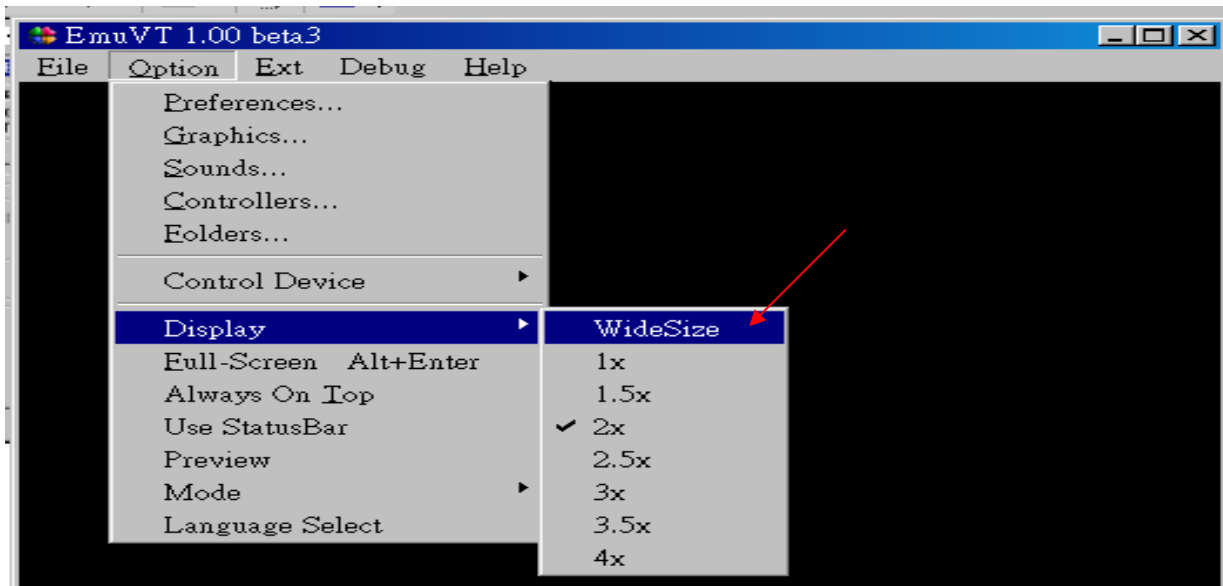 EmuVT 1.00 beta3
File Option Ext Debug Help
Preferences...
Graphics...
Sounds...
Controllers...
Folders...
Control Device
Display
Full-Screen Alt+Enter
Always On Top
Use StatusBar
Preview
Mode
Language Select
WideSize
1x
1.5x
2x
2.5x
3x
3.5x
4x